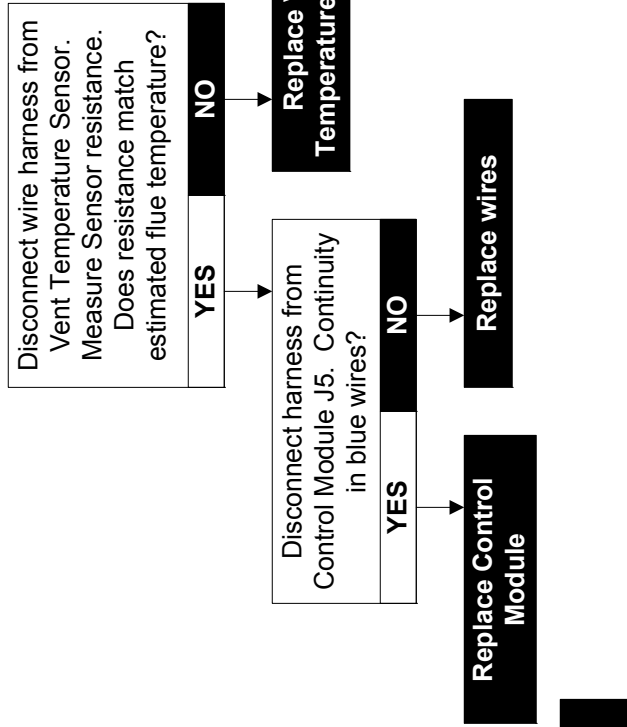 Disconnect wire harness from
Vent Temperature Sensor.
Measure Sensor resistance.
Does resistance match
estimated flue temperature?
YES
NO
Replace
Temperature
Disconnect harness from
Control Module J5. Continuity
in blue wires?
YES
NO
Replace Control
Module
Replace wires